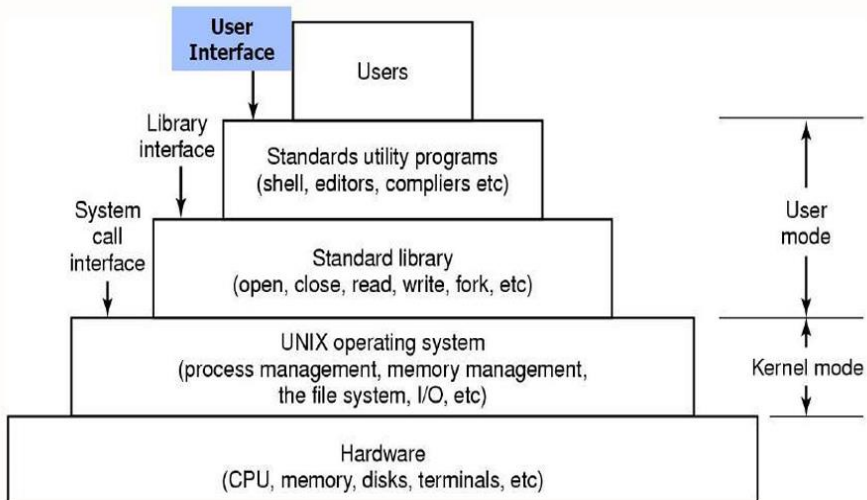 User
Interface
Users
Library
interface
Standards utility programs
(shell, editors, compliers etc)
System
call
interface
Standard library
(open, close, read, write, fork, etc)
User
mode
UNIX operating system
(process management, memory management,
the file system, I/O, etc)
Kernel mode
Hardware
(CPU, memory, disks, terminals, etc)